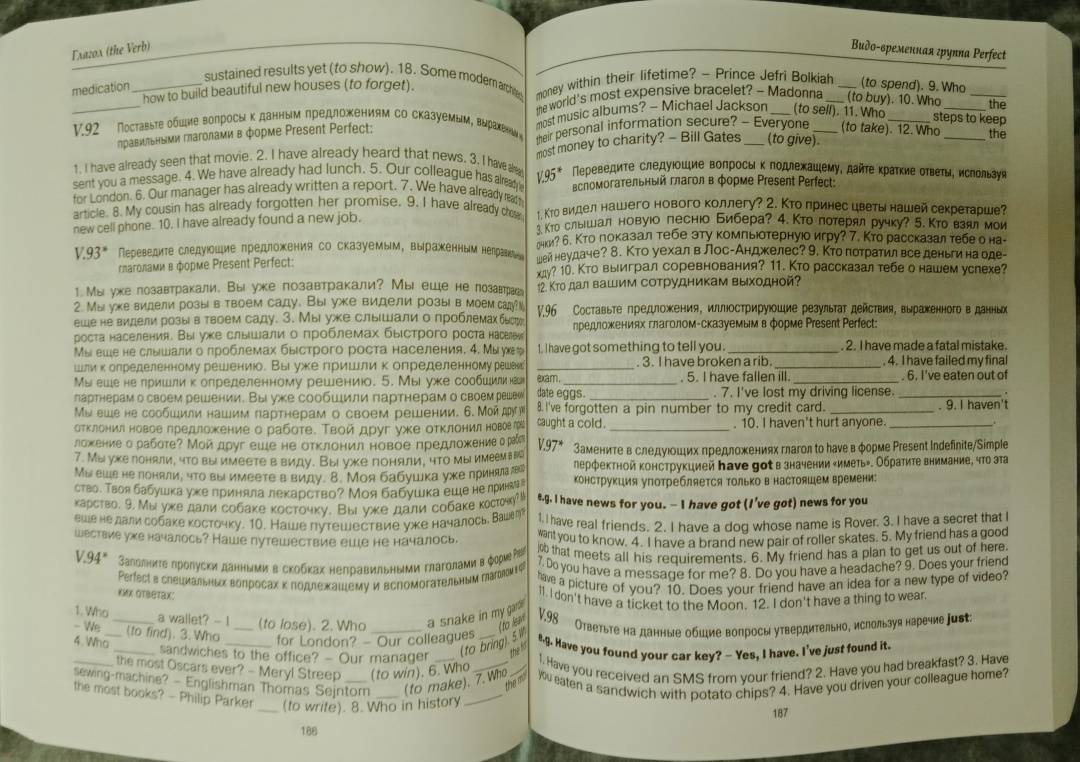 Глагол (the Verb)
medication ______ sustained results yet (to show). 18. Some modern architects
______ how to build beautiful new houses (to forget).
V.92 Поставьте общие вопросы к данным предложениям со сказуемым, выраженным
правильными глаголами в форме Present Perfect:
1. I have already seen that movie. 2. I have already heard that news. 3. I have
sent you a message. 4. We have already had lunch. 5. Our colleague has already
for London. 6. Our manager has already written a report. 7. We have already read
article. 8. My cousin has already forgotten her promise. 9. I have already
new cell phone. 10. I have already found a new job.
V.93* Переведите следующие предложения со сказуемым, выраженным
глаголами в форме Present Perfect:
1. Мы уже позавтракали. Вы уже позавтракали? Мы еще не
2. Мы уже видели розы в твоем саду. Вы уже видели розы в моем саду?
еще не видели розы в твоем саду. 3. Мы уже слышали о проблемах
роста населения. Вы уже слышали о проблемах быстрого роста
Мы еще не слышали о проблемах быстрого роста населения. 4. Мы уже
шли к определенному решению. Вы уже пришли к определенному
Мы еще не пришли к определенному решению. 5. Мы уже сообщили
партнерам о своем решении. Вы уже сообщили партнерам о своем
Мы еще не сообщили нашим партнерам о своем решении. 6. Мой друг
отклонил новое предложение о работе. Твой друг уже отклонил новое
ложение о работе? Мой друг еще не отклонил новое предложение о
7. Мы уже поняли, что вы имеете в виду. Вы уже поняли, что мы имеем в
Мы еще не поняли, что вы имеете в виду. 8. Моя бабушка уже приняла
ство. Твоя бабушка уже приняла лекарство? Моя бабушка еще не приняла
карство. 9. Мы уже дали собаке косточку. Вы уже дали собаке косточку?
еще не дали собаке косточку. 10. Наше путешествие уже началось. Ваше
шествие уже началось? Наше путешествие еще не началось.
V.94* Заполните пропуски данными в скобках неправильными глаголами в форме
Perfect в специальных вопросах к подлежащему и вспомогательным глаголом в
ких ответах:
1. Who ______ a wallet? – I ___ (to lose). 2. Who ______ a snake in my
– We ___ (to find). 3. Who ______ for London? – Our colleagues ___ (to
4. Who ______ sandwiches to the office? – Our manager ___ (to bring). 5.
______ the most Oscars ever? – Meryl Streep ___ (to win). 6. Who ______
sewing-machine? – Englishman Thomas Sejntom ___ (to make). 7. Who ______
the most books? – Philip Parker ___ (to write). 8. Who in history ______
186
Видо-временная группа Perfect
money within their lifetime? – Prince Jefri Bolkiah ___ (to spend). 9. Who ______
the world's most expensive bracelet? – Madonna ___ (to buy). 10. Who ______ the
most music albums? – Michael Jackson ___ (to sell). 11. Who ______ steps to keep
their personal information secure? – Everyone ___ (to take). 12. Who ______ the
most money to charity? – Bill Gates ___ (to give).
V.95* Переведите следующие вопросы к подлежащему, дайте краткие ответы, используя
вспомогательный глагол в форме Present Perfect:
1. Кто видел нашего нового коллегу? 2. Кто принес цветы нашей секретарше?
3. Кто слышал новую песню Бибера? 4. Кто потерял ручку? 5. Кто взял мои
очки? 6. Кто показал тебе эту компьютерную игру? 7. Кто рассказал тебе о на-
шей неудаче? 8. Кто уехал в Лос-Анджелес? 9. Кто потратил все деньги на оде-
жду? 10. Кто выиграл соревнования? 11. Кто рассказал тебе о нашем успехе?
12. Кто дал вашим сотрудникам выходной?
V.96 Составьте предложения, иллюстрирующие результат действия, выраженного в данных
предложениях глаголом-сказуемым в форме Present Perfect:
1. I have got something to tell you. ______. 2. I have made a fatal mistake.
______. 3. I have broken a rib. ______. 4. I have failed my final
exam. ______. 5. I have fallen ill. ______. 6. I've eaten out of
date eggs. ______. 7. I've lost my driving license. ______.
8. I've forgotten a pin number to my credit card. ______. 9. I haven't
caught a cold. ______. 10. I haven't hurt anyone. ______.
V.97* Замените в следующих предложениях глагол to have в форме Present Indefinite/Simple
перфектной конструкцией have got в значении «иметь». Обратите внимание, что эта
конструкция употребляется только в настоящем времени:
e.g. I have news for you. – I have got (I've got) news for you
1. I have real friends. 2. I have a dog whose name is Rover. 3. I have a secret that I
want you to know. 4. I have a brand new pair of roller skates. 5. My friend has a good
job that meets all his requirements. 6. My friend has a plan to get us out of here.
7. Do you have a message for me? 8. Do you have a headache? 9. Does your friend
have a picture of you? 10. Does your friend have an idea for a new type of video?
11. I don't have a ticket to the Moon. 12. I don't have a thing to wear.
V.98 Ответьте на данные общие вопросы утвердительно, используя наречие just:
e.g. Have you found your car key? – Yes, I have. I've just found it.
1. Have you received an SMS from your friend? 2. Have you had breakfast? 3. Have
you eaten a sandwich with potato chips? 4. Have you driven your colleague home?
187